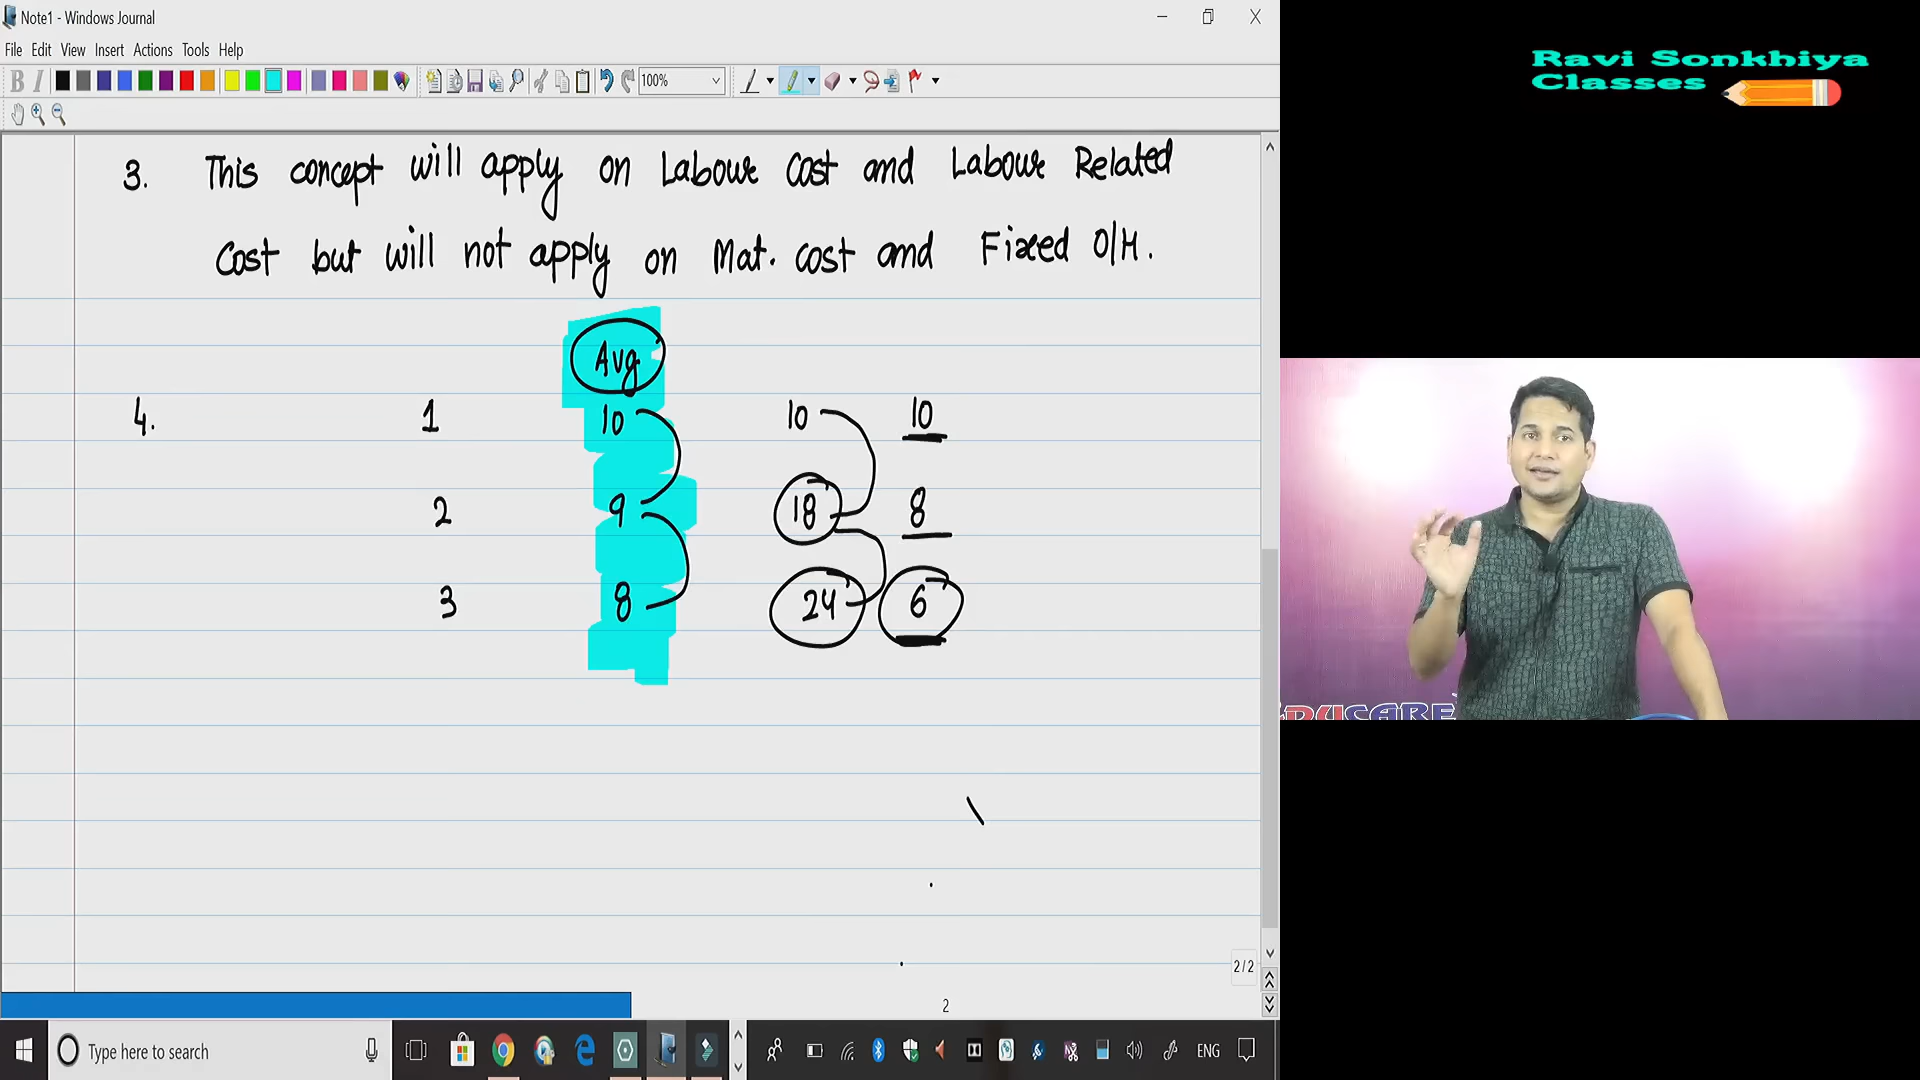 Note1 - Windows Journal
File Edit View Insert Actions Tools Help
B I 100%
Ravi Sonkhiya
Classes
3. This concept will apply on Labour Cost and Labour Related
Cost but will not apply on Mat. cost and Fixed O/H.
Avg
4. 1 10 10 10
2 9 18 8
3 8 24 6
EDUCARE
2/2
2
Type here to search
ENG